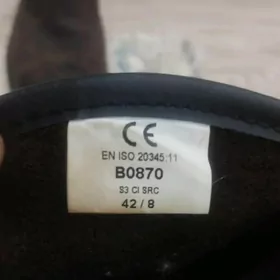 CE
EN ISO 20345:11
B0870
S3 CI SRC
42 / 8